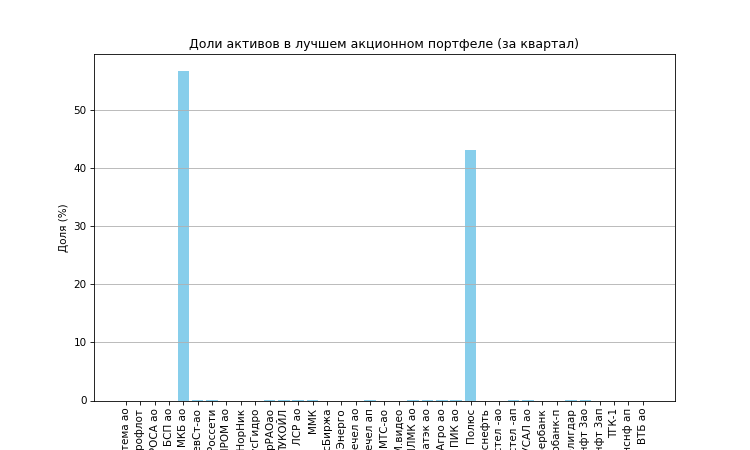 Доли активов в лучшем акционном портфеле (за квартал)
Доля (%)
50
40
30
20
10
0
тема ао
рофлот
РОСА ао
БСП ао
МКБ ао
евСт-ао
Россети
ПРОМ ао
НорНик
сГидро
рРАОао
ЛУКОЙЛ
ЛСР ао
ММК
сБиржа
Энерго
ечел ао
ечел ап
МТС-ао
М.видео
ЛМК ао
атэк ао
Агро ао
ПИК ао
Полюс
снефть
стел -ао
стел -ап
УСАЛ ао
ербанк
рбанк-п
лигдар
нфт 3ао
нфт 3ап
ТГК-1
нснф ап
ВТБ ао